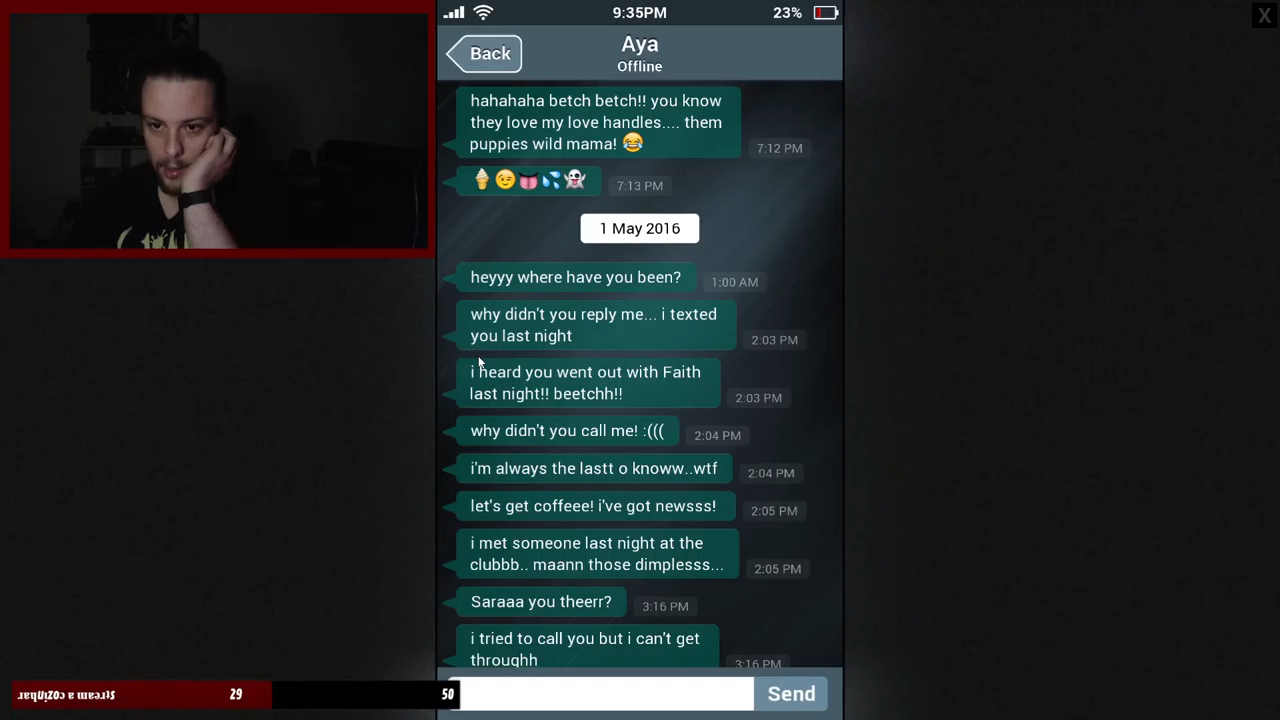 9:35PM
23%
X
Back
Aya
Offline
hahahaha betch betch!! you know
they love my love handles.... them
puppies wild mama! 😂
7:12 PM
🍦😉👅💦👻
7:13 PM
1 May 2016
heyyy where have you been?
1:00 AM
why didn't you reply me... i texted
you last night
2:03 PM
i heard you went out with Faith
last night!! beetchh!!
2:03 PM
why didn't you call me! :(((
2:04 PM
i'm always the lastt o knoww..wtf
2:04 PM
let's get coffeee! i've got newsss!
2:05 PM
i met someone last night at the
clubbb.. maann those dimplesss...
2:05 PM
Saraaa you theerr?
3:16 PM
i tried to call you but i can't get
throughh
3:16 PM
Stream a cozinhar
29
50
Send